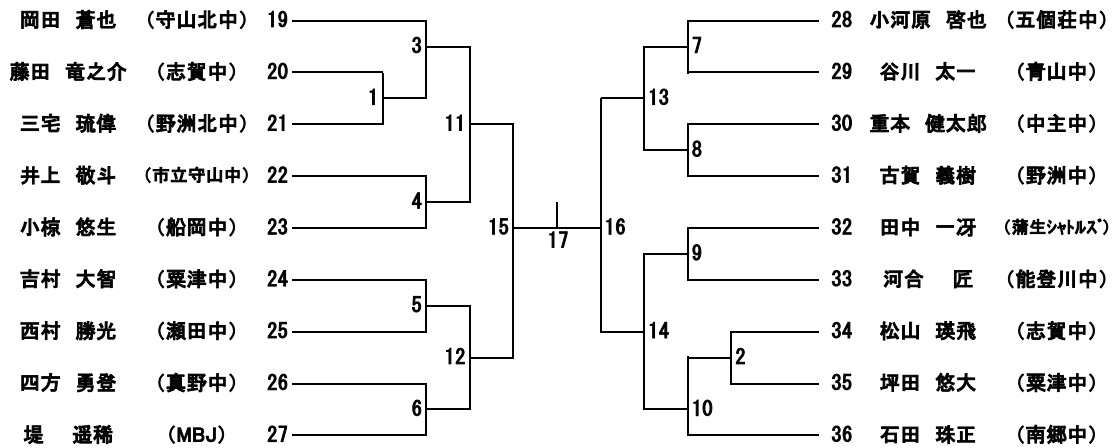 岡田 蒼也 (守山北中) 19
藤田 竜之介 (志賀中) 20
三宅 琉偉 (野洲北中) 21
井上 敬斗 (市立守山中) 22
小椋 悠生 (船岡中) 23
吉村 大智 (粟津中) 24
西村 勝光 (瀬田中) 25
四方 勇登 (真野中) 26
堤 遥稀 (MBJ) 27
3
1
11
4
15
5
12
6
17
7
13
8
16
9
14
2
10
28 小河原 啓也 (五個荘中)
29 谷川 太一 (青山中)
30 重本 健太郎 (中主中)
31 古賀 義樹 (野洲中)
32 田中 一冴 (蒲生シャトルズ)
33 河合 匠 (能登川中)
34 松山 瑛飛 (志賀中)
35 坪田 悠大 (粟津中)
36 石田 珠正 (南郷中)